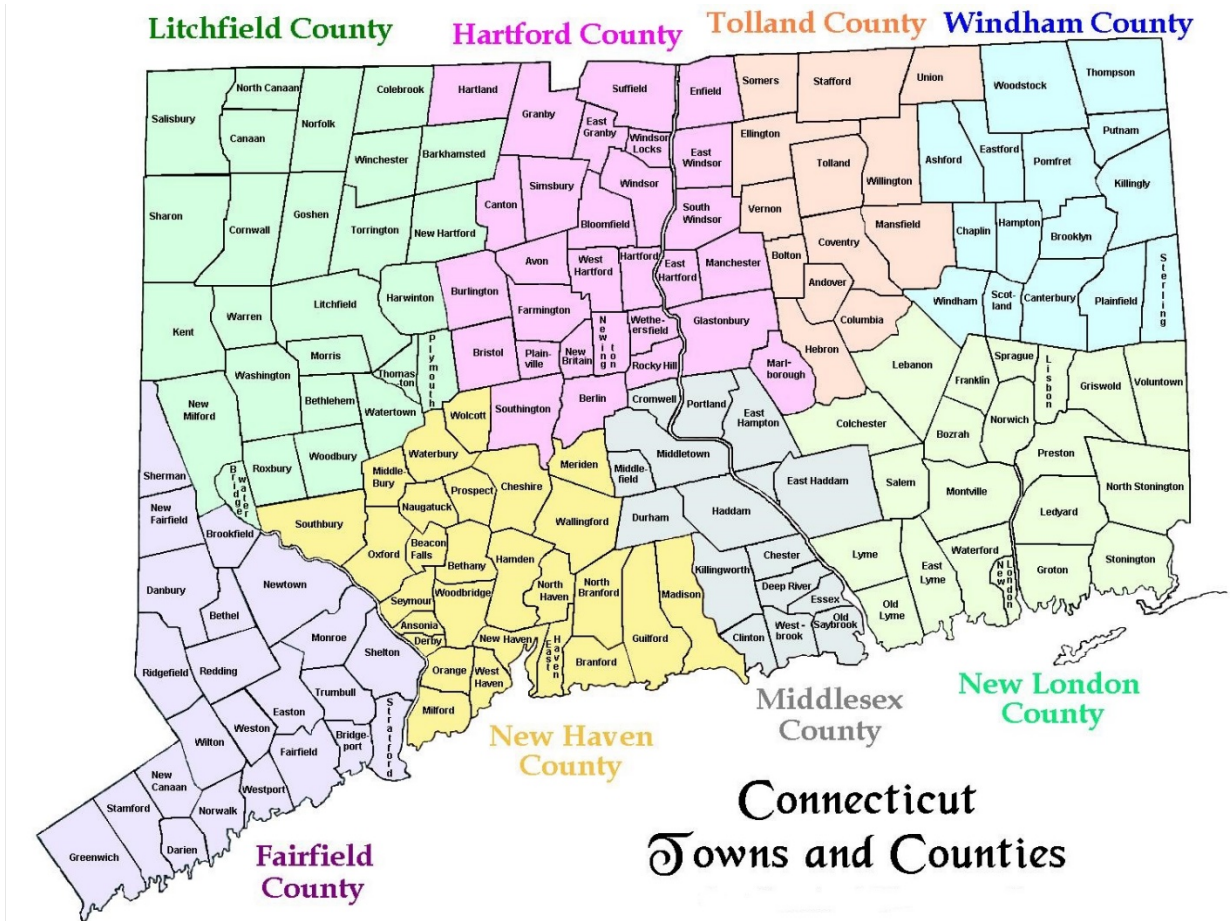 Litchfield County
Hartford County
Tolland County
Windham County
Salisbury
North Canaan
Canaan
Norfolk
Colebrook
Winchester
Barkhamsted
Sharon
Cornwall
Goshen
Torrington
New Hartford
Kent
Warren
Litchfield
Harwinton
Morris
Washington
Bethlehem
Thomas-
ton
Plymouth
Watertown
New
Milford
Bridge
water
Roxbury
Woodbury
Hartland
Granby
Suffield
East
Granby
Windsor
Locks
Enfield
East
Windsor
Simsbury
Windsor
Canton
Bloomfield
South
Windsor
Avon
West
Hartford
Hartford
East
Hartford
Manchester
Burlington
Farmington
Newing
ton
Wethe-
ersfield
Glastonbury
Bristol
Plain-
ville
New
Britain
Rocky Hill
Marl-
borough
Southington
Berlin
Somers
Stafford
Union
Ellington
Tolland
Willington
Vernon
Mansfield
Coventry
Bolton
Andover
Columbia
Hebron
Woodstock
Thompson
Ashford
Eastford
Pomfret
Putnam
Killingly
Chaplin
Hampton
Brooklyn
Windham
Scot-
land
Canterbury
Plainfield
Sterling
Wolcott
Waterbury
Middle-
Bury
Meriden
Cheshire
Prospect
Naugatuck
Southbury
Wallingford
Oxford
Beacon
Falls
Bethany
Hamden
Seymour
Woodbridge
North
Haven
North
Branford
Madison
Ansonia
Derby
New Haven
Guilford
Orange
West
Haven
East
Haven
Branford
Milford
Cromwell
Portland
East
Hampton
Middletown
Middle-
field
East Haddam
Durham
Haddam
Killingworth
Chester
Deep River
Essex
Clinton
West-
brook
Old
Saybrook
Lebanon
Sprague
Lisbon
Franklin
Griswold
Voluntown
Norwich
Bozrah
Colchester
Preston
Salem
Montville
North Stonington
Ledyard
Lyme
East
Lyme
Waterford
New
London
Groton
Stonington
Old
Lyme
Sherman
New
Fairfield
Brookfield
Danbury
Newtown
Bethel
Monroe
Shelton
Ridgefield
Redding
Trumbull
Easton
Stratford
Weston
Bridge-
port
Wilton
Fairfield
New
Canaan
Westport
Stamford
Norwalk
Greenwich
Darien
New Haven
County
Middlesex
County
New London
County
Fairfield
County
Connecticut
Towns and Counties